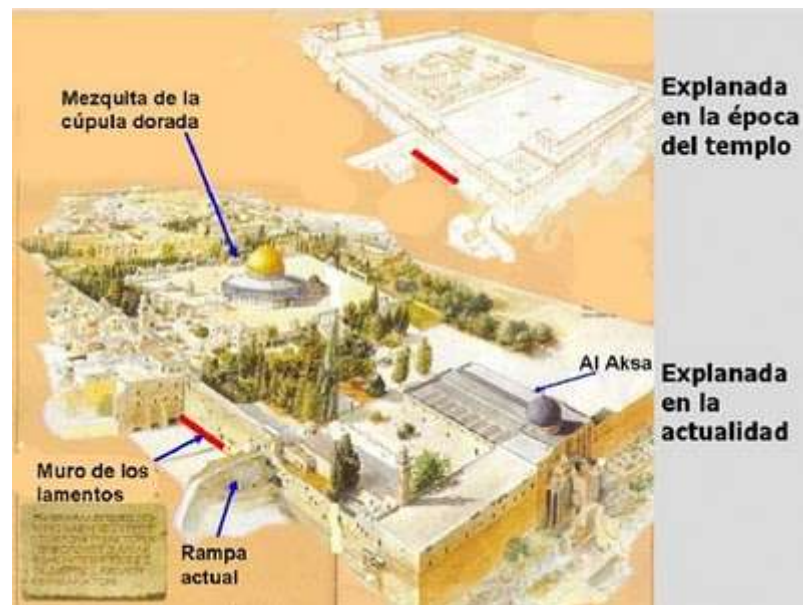 Mezquita de la
cúpula dorada
Explanada
en la época
del templo
Al Aksa
Explanada
en la
actualidad
Muro de los
lamentos
Rampa
actual